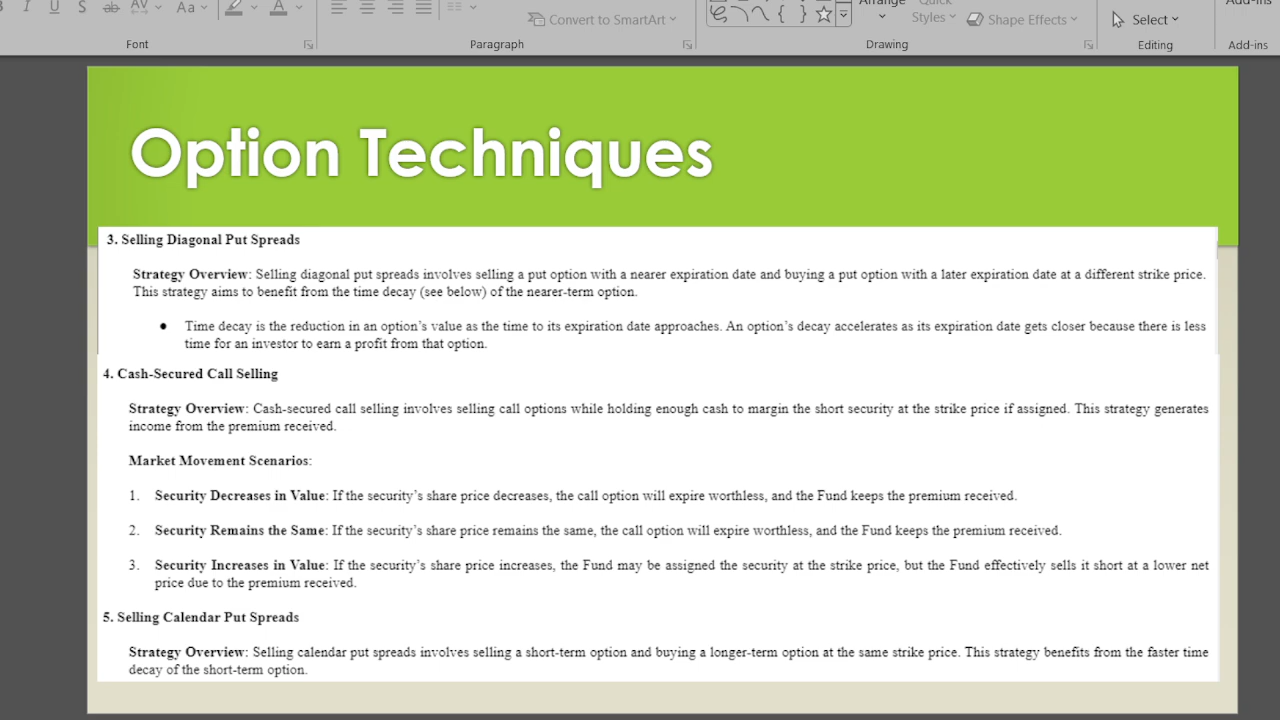 Aa
Convert to SmartArt
Styles
Shape Effects
Select
Font
Paragraph
Drawing
Editing
Add-ins
Option Techniques
3. Selling Diagonal Put Spreads
Strategy Overview: Selling diagonal put spreads involves selling a put option with a nearer expiration date and buying a put option with a later expiration date at a different strike price.
This strategy aims to benefit from the time decay (see below) of the nearer-term option.
● Time decay is the reduction in an option’s value as the time to its expiration date approaches. An option’s decay accelerates as its expiration date gets closer because there is less
time for an investor to earn a profit from that option.
4. Cash-Secured Call Selling
Strategy Overview: Cash-secured call selling involves selling call options while holding enough cash to margin the short security at the strike price if assigned. This strategy generates
income from the premium received.
Market Movement Scenarios:
1. Security Decreases in Value: If the security’s share price decreases, the call option will expire worthless, and the Fund keeps the premium received.
2. Security Remains the Same: If the security’s share price remains the same, the call option will expire worthless, and the Fund keeps the premium received.
3. Security Increases in Value: If the security’s share price increases, the Fund may be assigned the security at the strike price, but the Fund effectively sells it short at a lower net
price due to the premium received.
5. Selling Calendar Put Spreads
Strategy Overview: Selling calendar put spreads involves selling a short-term option and buying a longer-term option at the same strike price. This strategy benefits from the faster time
decay of the short-term option.